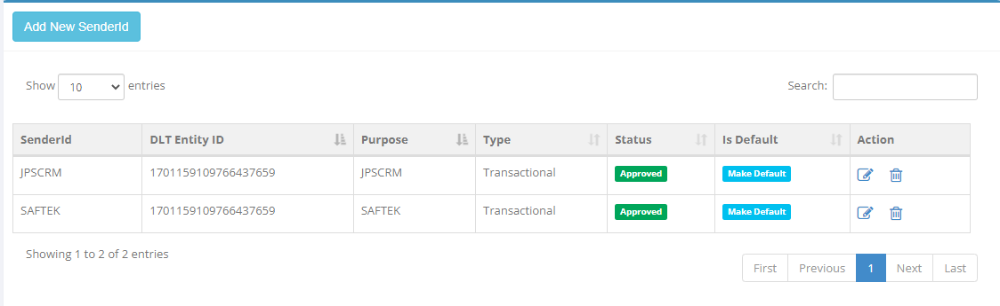 Add New SenderId
Show 10 entries Search:
SenderId DLT Entity ID Purpose Type Status Is Default Action
JPSCRM 1701159109766437659 JPSCRM Transactional Approved Make Default
SAFTEK 1701159109766437659 SAFTEK Transactional Approved Make Default
Showing 1 to 2 of 2 entries
First Previous 1 Next Last